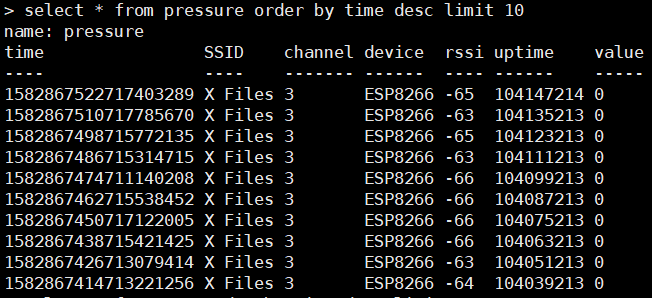 > select * from pressure order by time desc limit 10
name: pressure
time SSID channel device rssi uptime value
---- ---- ------- ------ ---- ------ -----
1582867522717403289 X Files 3 ESP8266 -65 104147214 0
1582867510717785670 X Files 3 ESP8266 -63 104135213 0
1582867498715772135 X Files 3 ESP8266 -65 104123213 0
1582867486715314715 X Files 3 ESP8266 -63 104111213 0
1582867474711140208 X Files 3 ESP8266 -66 104099213 0
1582867462715538452 X Files 3 ESP8266 -66 104087213 0
1582867450717122005 X Files 3 ESP8266 -66 104075213 0
1582867438715421425 X Files 3 ESP8266 -66 104063213 0
1582867426713079414 X Files 3 ESP8266 -63 104051213 0
1582867414713221256 X Files 3 ESP8266 -64 104039213 0